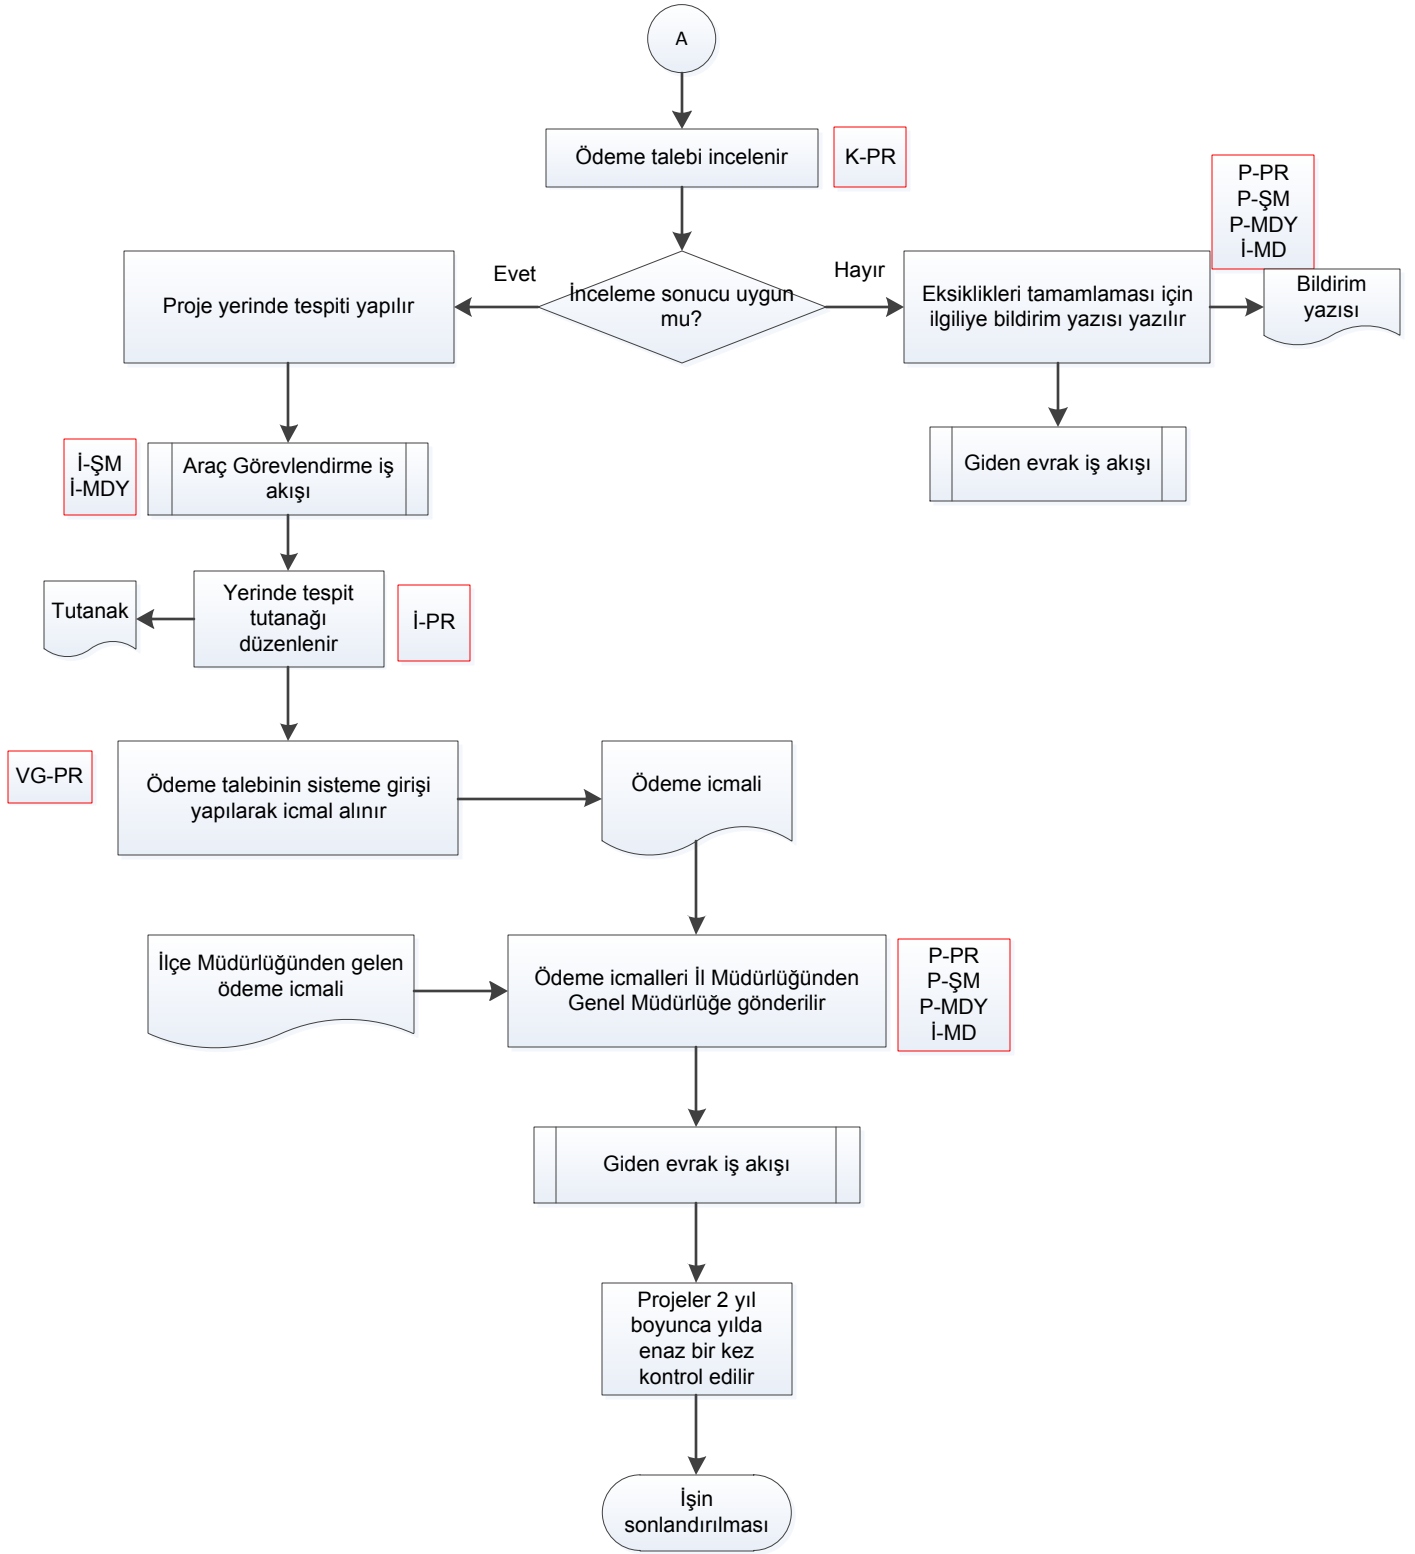 A
Ödeme talebi incelenir
K-PR
P-PR
P-ŞM
P-MDY
İ-MD
Evet
Hayır
Proje yerinde tespiti yapılır
İnceleme sonucu uygun
mu?
Eksiklikleri tamamlaması için
ilgiliye bildirim yazısı yazılır
Bildirim
yazısı
İ-ŞM
İ-MDY
Araç Görevlendirme iş
akışı
Giden evrak iş akışı
Tutanak
Yerinde tespit
tutanağı
düzenlenir
İ-PR
VG-PR
Ödeme talebinin sisteme girişi
yapılarak icmal alınır
Ödeme icmali
İlçe Müdürlüğünden gelen
ödeme icmali
Ödeme icmalleri İl Müdürlüğünden
Genel Müdürlüğe gönderilir
P-PR
P-ŞM
P-MDY
İ-MD
Giden evrak iş akışı
Projeler 2 yıl
boyunca yılda
enaz bir kez
kontrol edilir
İşin
sonlandırılması